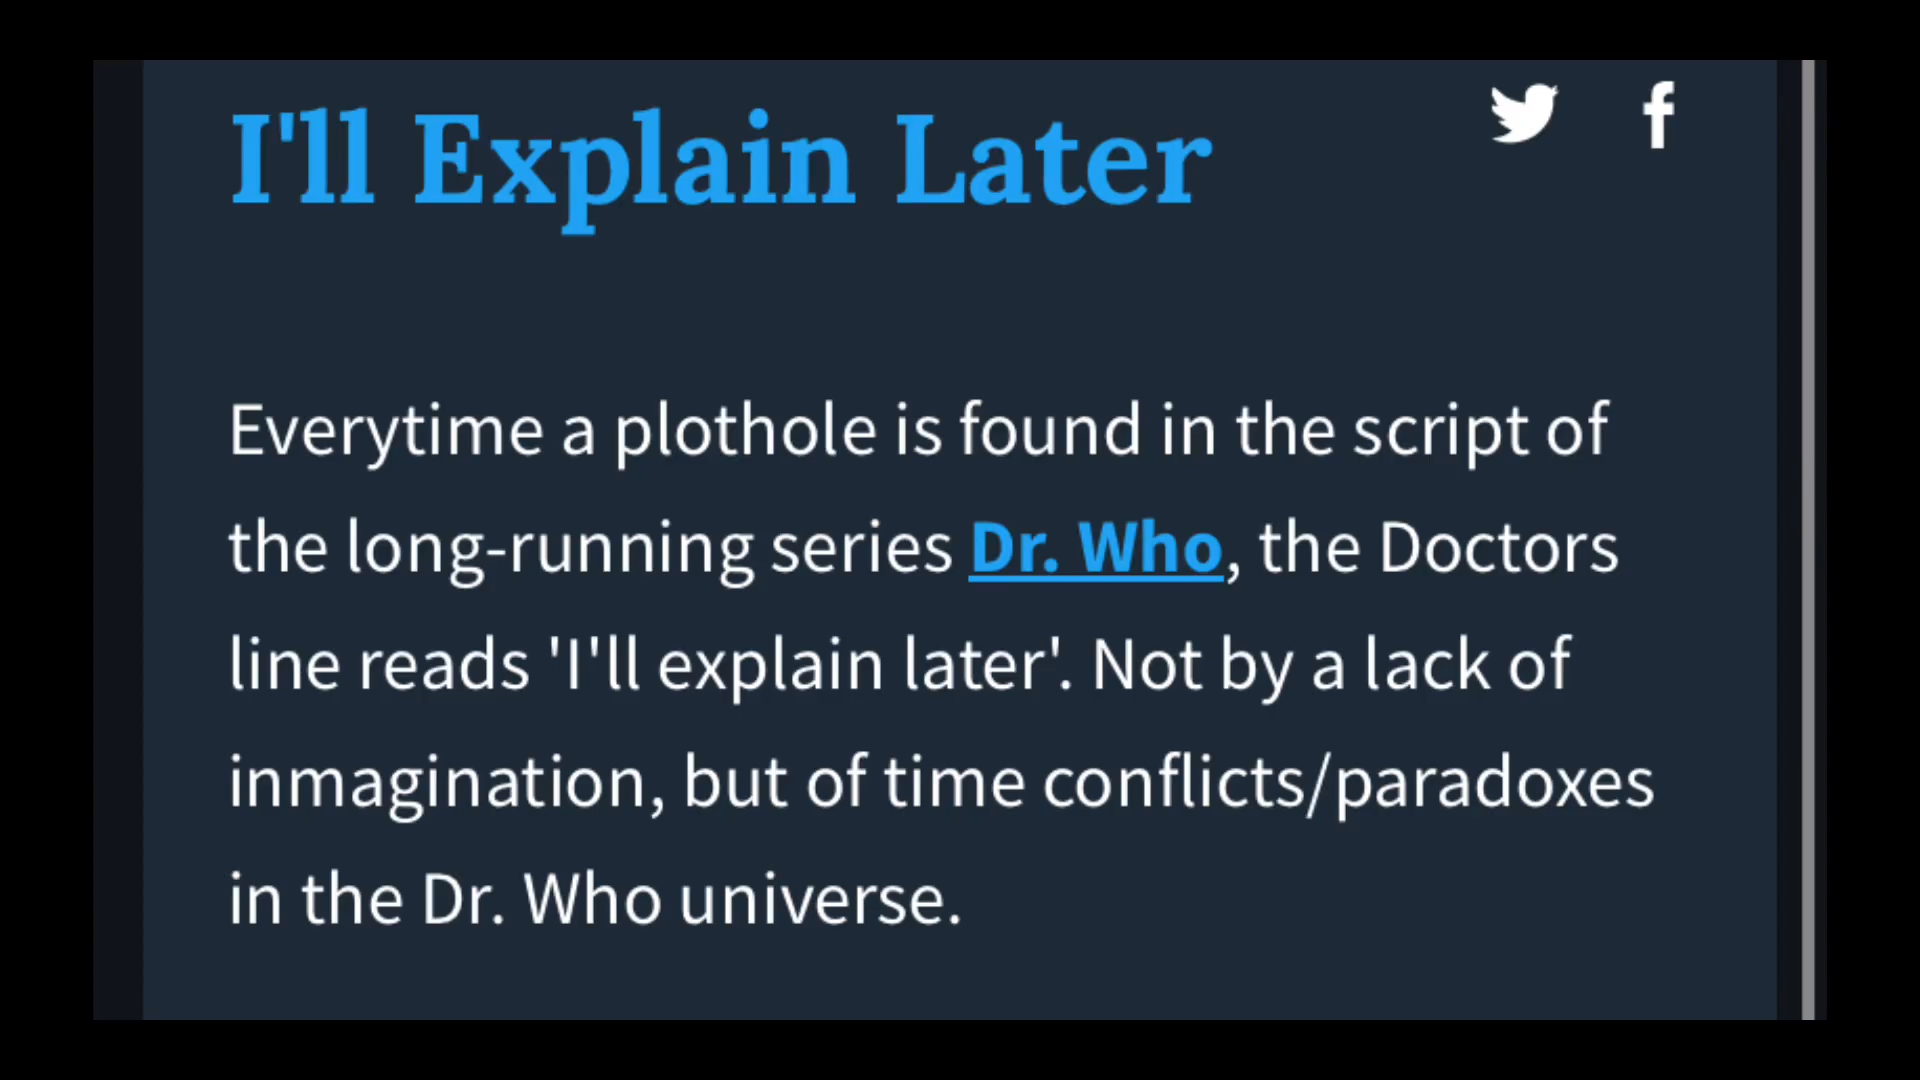 I'll Explain Later
Everytime a plothole is found in the script of
the long-running series Dr. Who, the Doctors
line reads 'I'll explain later'. Not by a lack of
inmagination, but of time conflicts/paradoxes
in the Dr. Who universe.